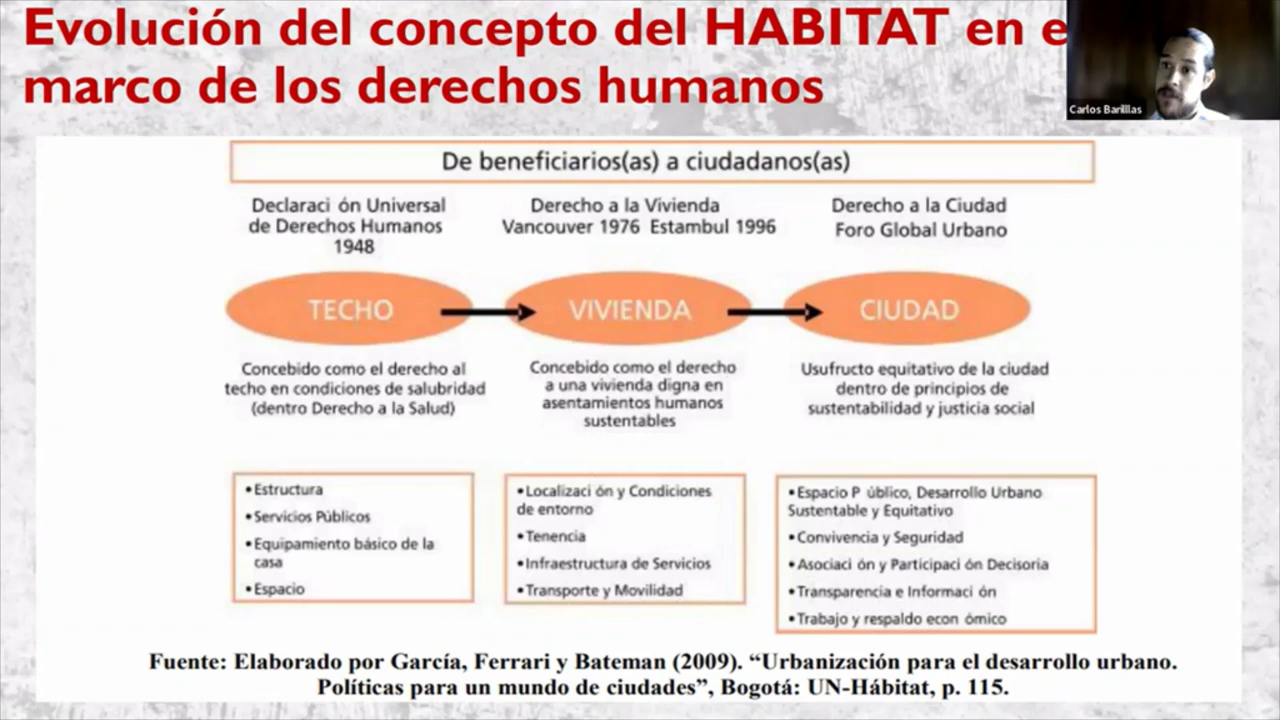 Evolución del concepto del HABITAT en e
marco de los derechos humanos
Carlos Barilllas
De beneficiarios(as) a ciudadanos(as)
Declaraci ón Universal
de Derechos Humanos
1948
Derecho a la Vivienda
Vancouver 1976 Estambul 1996
Derecho a la Ciudad
Foro Global Urbano
TECHO
VIVIENDA
CIUDAD
Concebido como el derecho al
techo en condiciones de salubridad
(dentro Derecho a la Salud)
Concebido como el derecho
a una vivienda digna en
asentamientos humanos
sustentables
Usufructo equitativo de la ciudad
dentro de principios de
sustentabilidad y justicia social
•Estructura
•Servicios Públicos
•Equipamiento básico de la
casa
•Espacio
•Localizaci ón y Condiciones
de entorno
•Tenencia
•Infraestructura de Servicios
•Transporte y Movilidad
•Espacio P úblico, Desarrollo Urbano
Sustentable y Equitativo
•Convivencia y Seguridad
•Asociaci ón y Participaci ón Decisoria
•Transparencia e Informaci ón
•Trabajo y respaldo econ ómico
Fuente: Elaborado por García, Ferrari y Bateman (2009). “Urbanización para el desarrollo urbano.
Políticas para un mundo de ciudades”, Bogotá: UN-Hábitat, p. 115.